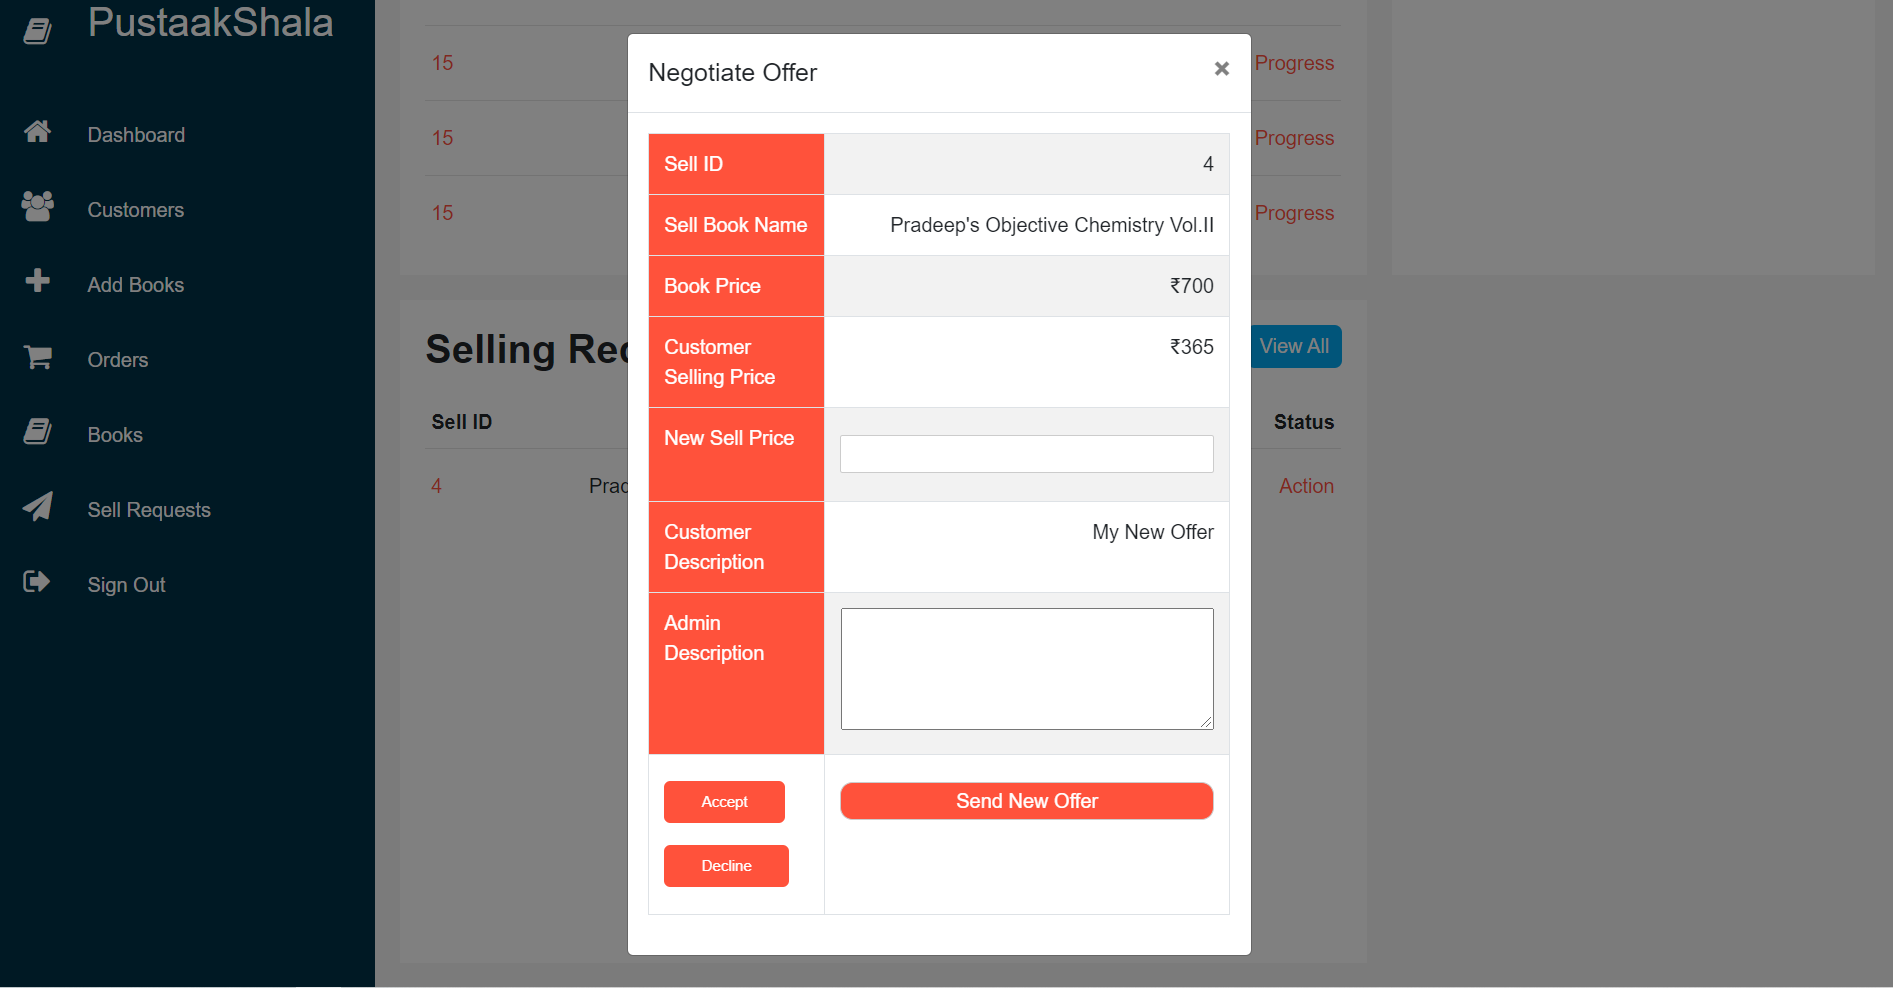 PustaakShala
Dashboard
Customers
Add Books
Orders
Books
Sell Requests
Sign Out
15 Progress
15 Progress
15 Progress
Selling View All
Sell ID Status
4 Action
Negotiate Offer ×
Sell ID 4
Sell Book Name Pradeep's Objective Chemistry Vol.II
Book Price ₹700
Customer ₹365
Selling Price
New Sell Price
Customer My New Offer
Description
Admin
Description
Accept Send New Offer
Decline